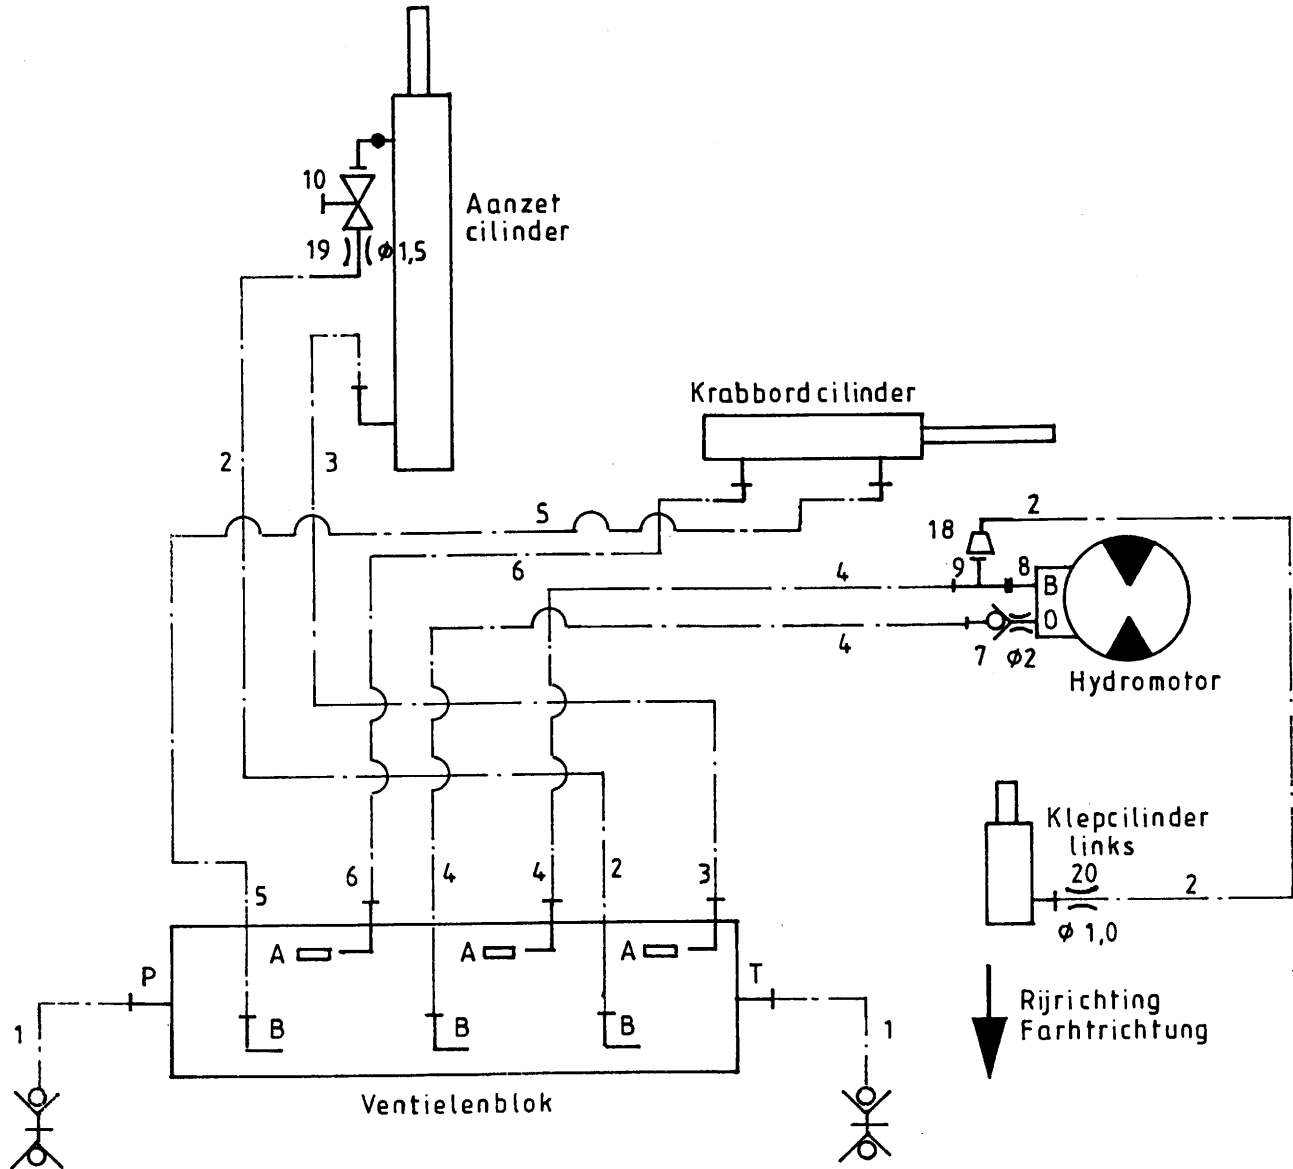 10
Aanzet
cilinder
19
ø 1,5
Krabbordcilinder
2
3
5
2
18
6
4
9
8
B
O
4
7
ø2
Hydromotor
Klepcilinder
links
20
2
ø 1,0
5
6
4
4
2
3
P
A
A
A
T
B
B
B
1
1
Rijrichting
Farhtrichtung
Ventielenblok